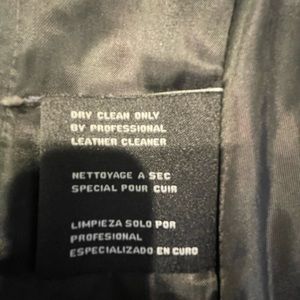 DRY CLEAN ONLY
BY PROFESSIONAL
LEATHER CLEANER
NETTOYAGE A SEC
SPECIAL POUR CUIR
LIMPIEZA SOLO POR
PROFESIONAL
ESPECIALIZADO EN CURO